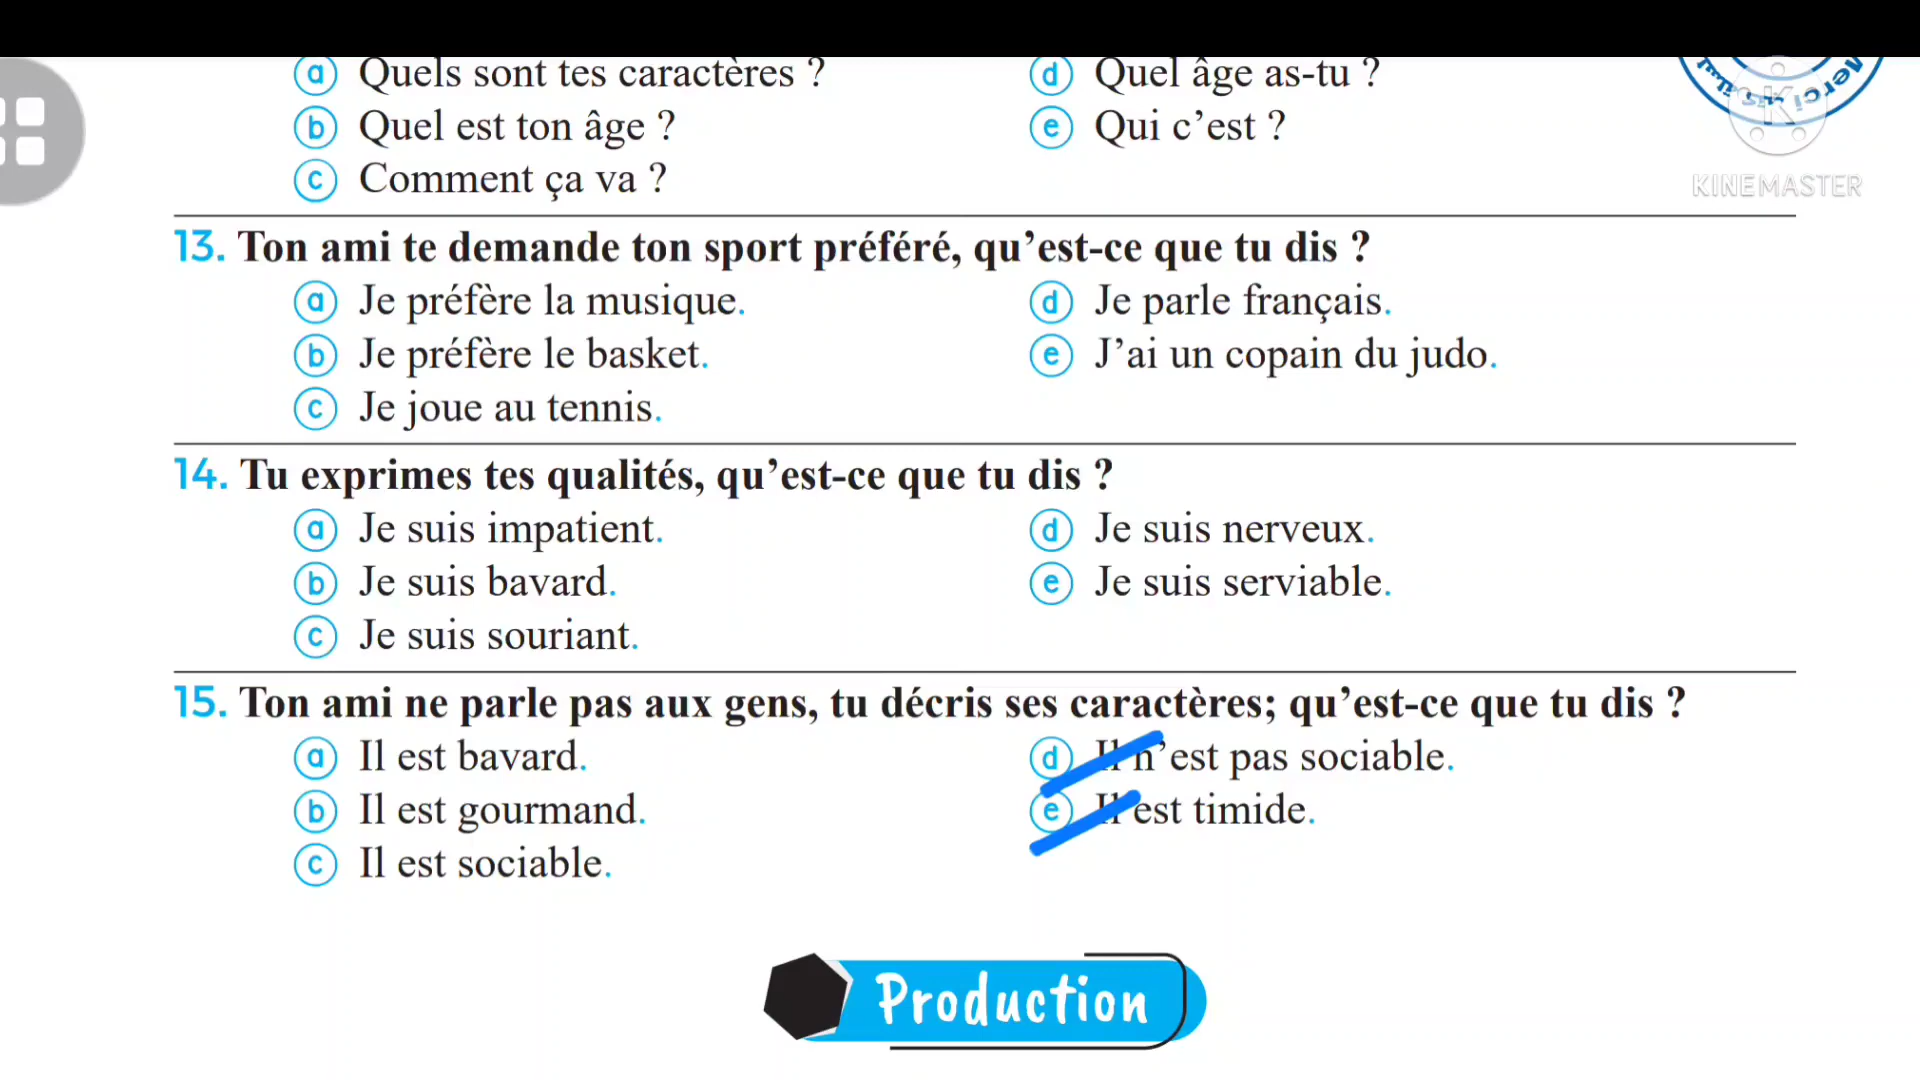 a Quels sont tes caractères ?
d Quel âge as-tu ?
b Quel est ton âge ?
e Qui c’est ?
c Comment ça va ?
Merci
KINEMASTER
13. Ton ami te demande ton sport préféré, qu’est-ce que tu dis ?
a Je préfère la musique.
d Je parle français.
b Je préfère le basket.
e J’ai un copain du judo.
c Je joue au tennis.
14. Tu exprimes tes qualités, qu’est-ce que tu dis ?
a Je suis impatient.
d Je suis nerveux.
b Je suis bavard.
e Je suis serviable.
c Je suis souriant.
15. Ton ami ne parle pas aux gens, tu décris ses caractères; qu’est-ce que tu dis ?
a Il est bavard.
d Il n’est pas sociable.
b Il est gourmand.
e Il est timide.
c Il est sociable.
Production